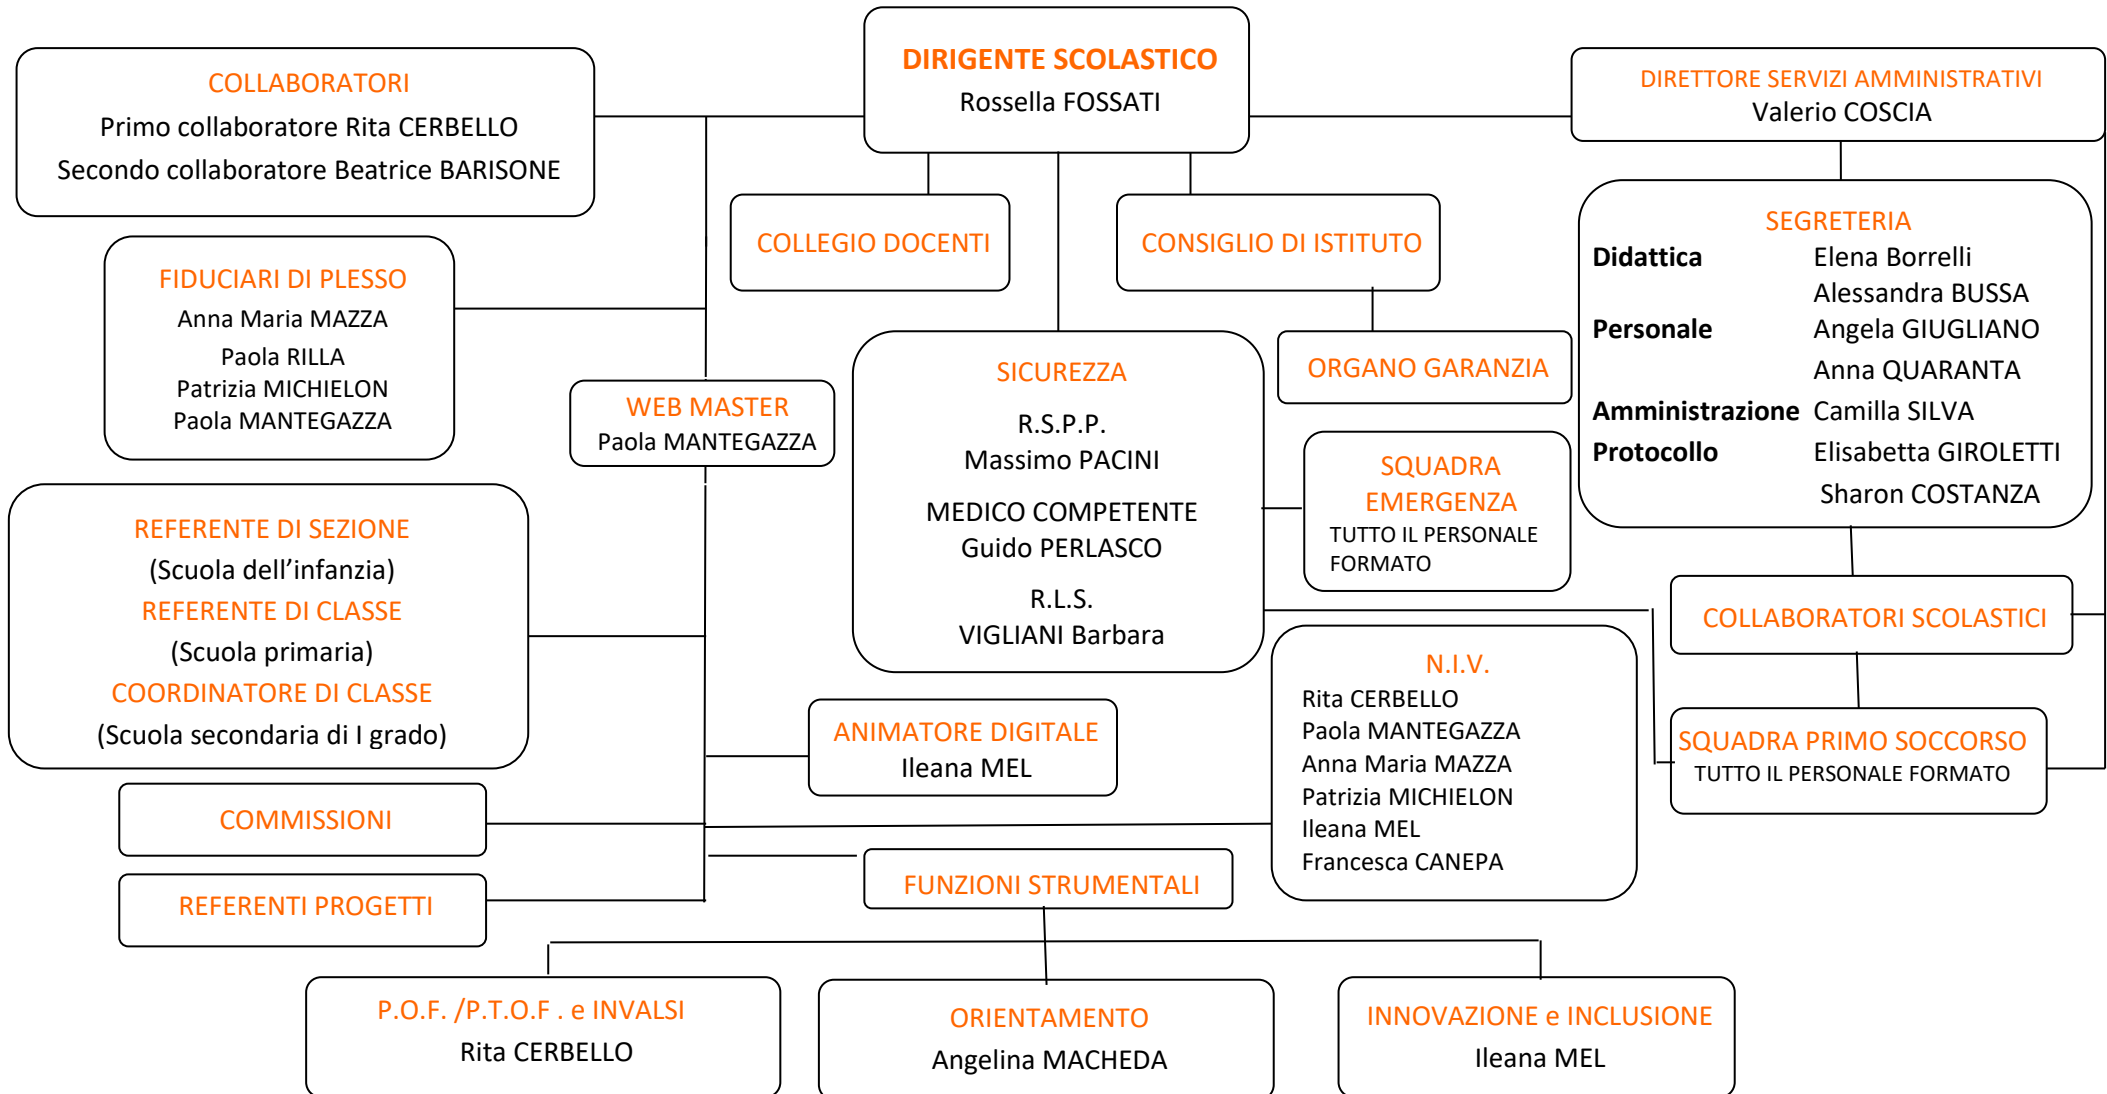 DIRIGENTE SCOLASTICO
Rossella FOSSATI
COLLABORATORI
Primo collaboratore Rita CERBELLO
Secondo collaboratore Beatrice BARISONE
DIRETTORE SERVIZI AMMINISTRATIVI
Valerio COSCIA
COLLEGIO DOCENTI
CONSIGLIO DI ISTITUTO
SEGRETERIA
Didattica Elena Borrelli
Alessandra BUSSA
Personale Angela GIUGLIANO
Anna QUARANTA
Amministrazione Camilla SILVA
Protocollo Elisabetta GIROLETTI
Sharon COSTANZA
FIDUCIARI DI PLESSO
Anna Maria MAZZA
Paola RILLA
Patrizia MICHIELON
Paola MANTEGAZZA
WEB MASTER
Paola MANTEGAZZA
SICUREZZA
R.S.P.P.
Massimo PACINI
MEDICO COMPETENTE
Guido PERLASCO
R.L.S.
VIGLIANI Barbara
ORGANO GARANZIA
SQUADRA
EMERGENZA
TUTTO IL PERSONALE
FORMATO
REFERENTE DI SEZIONE
(Scuola dell’infanzia)
REFERENTE DI CLASSE
(Scuola primaria)
COORDINATORE DI CLASSE
(Scuola secondaria di I grado)
COLLABORATORI SCOLASTICI
N.I.V.
Rita CERBELLO
Paola MANTEGAZZA
Anna Maria MAZZA
Patrizia MICHIELON
Ileana MEL
Francesca CANEPA
SQUADRA PRIMO SOCCORSO
TUTTO IL PERSONALE FORMATO
ANIMATORE DIGITALE
Ileana MEL
COMMISSIONI
REFERENTI PROGETTI
FUNZIONI STRUMENTALI
P.O.F. /P.T.O.F . e INVALSI
Rita CERBELLO
ORIENTAMENTO
Angelina MACHEDA
INNOVAZIONE e INCLUSIONE
Ileana MEL